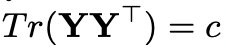 Tr(𝐘𝐘⊤) = c